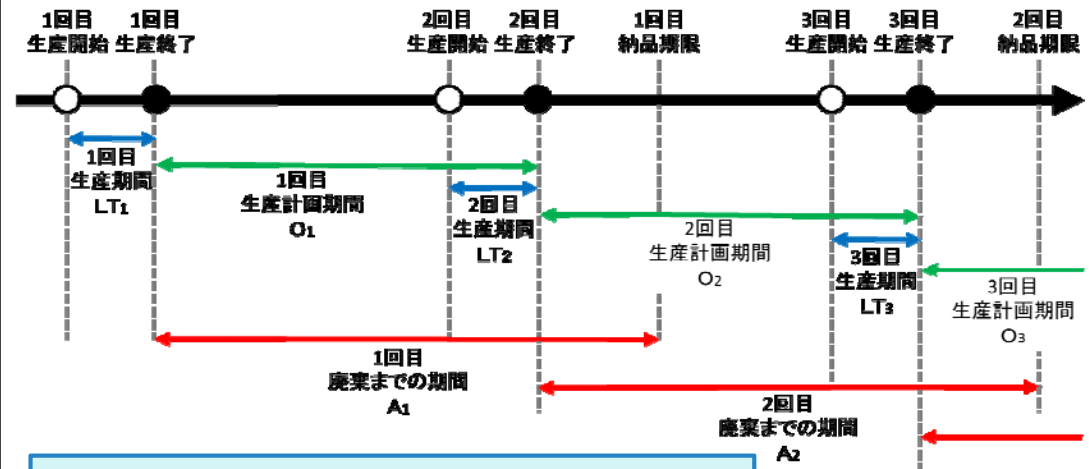 1回目
生産開始
1回目
生産終了
2回目
生産開始
2回目
生産終了
1回目
納品期限
3回目
生産開始
3回目
生産終了
2回目
納品期限
1回目
生産期間
LT1
1回目
生産計画期間
O1
2回目
生産期間
LT2
2回目
生産計画期間
O2
3回目
生産期間
LT3
3回目
生産計画期間
O3
1回目
廃棄までの期間
A1
2回目
廃棄までの期間
A2